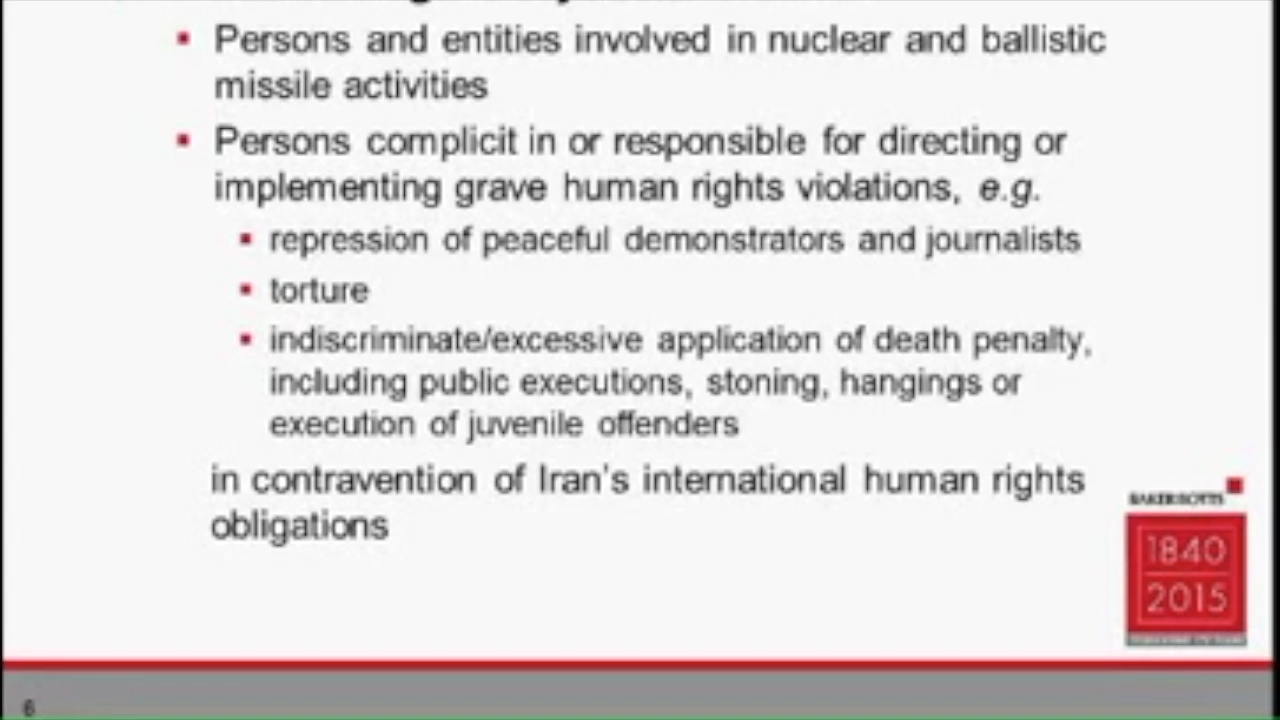 Persons and entities involved in nuclear and ballistic
missile activities
Persons complicit in or responsible for directing or
implementing grave human rights violations, e.g.
repression of peaceful demonstrators and journalists
torture
indiscriminate/excessive application of death penalty,
including public executions, stoning, hangings or
execution of juvenile offenders
in contravention of Iran's international human rights
obligations
BAKER BOTTS
1840
2015
6